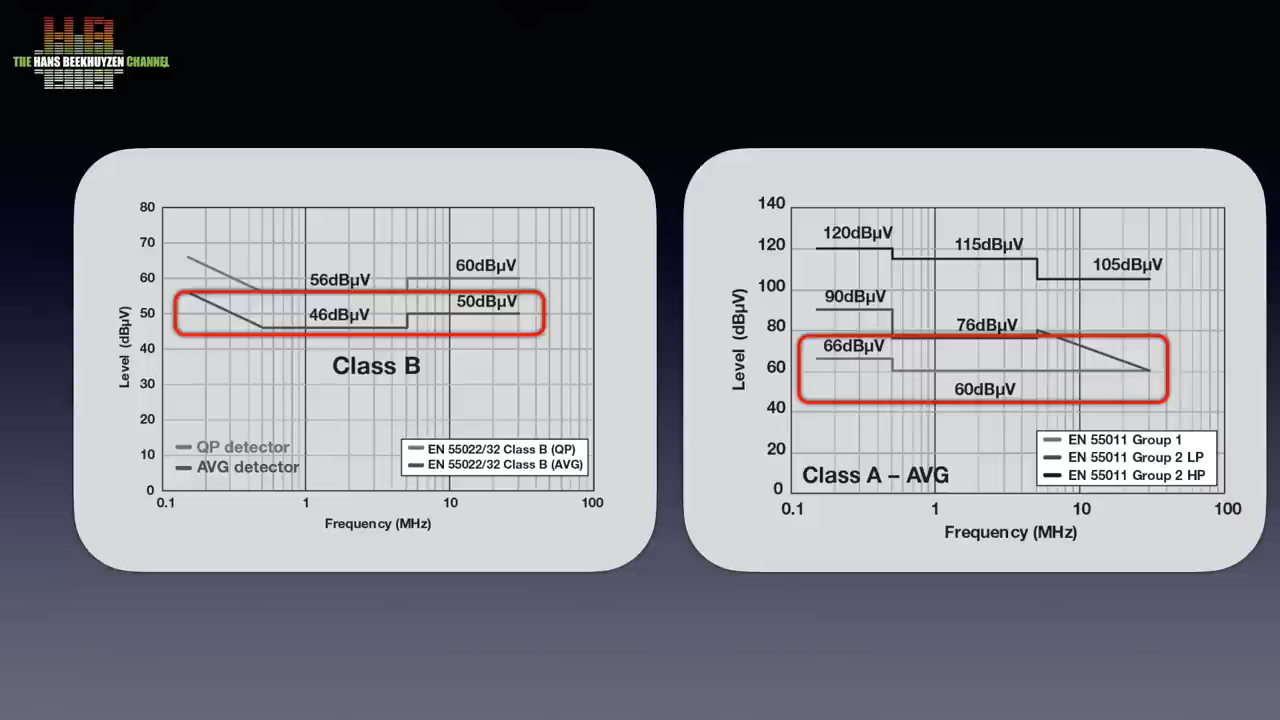 THE HANS BEEKHUYZEN CHANNEL
80
70
60
50
40
30
20
10
0
Level (dBµV)
56dBµV
60dBµV
46dBµV
50dBµV
Class B
QP detector
AVG detector
EN 55022/32 Class B (QP)
EN 55022/32 Class B (AVG)
0.1
1
10
100
Frequency (MHz)
140
120
100
80
60
40
20
0
Level (dBµV)
120dBµV
115dBµV
105dBµV
90dBµV
76dBµV
66dBµV
60dBµV
EN 55011 Group 1
EN 55011 Group 2 LP
EN 55011 Group 2 HP
Class A – AVG
0.1
1
10
100
Frequency (MHz)